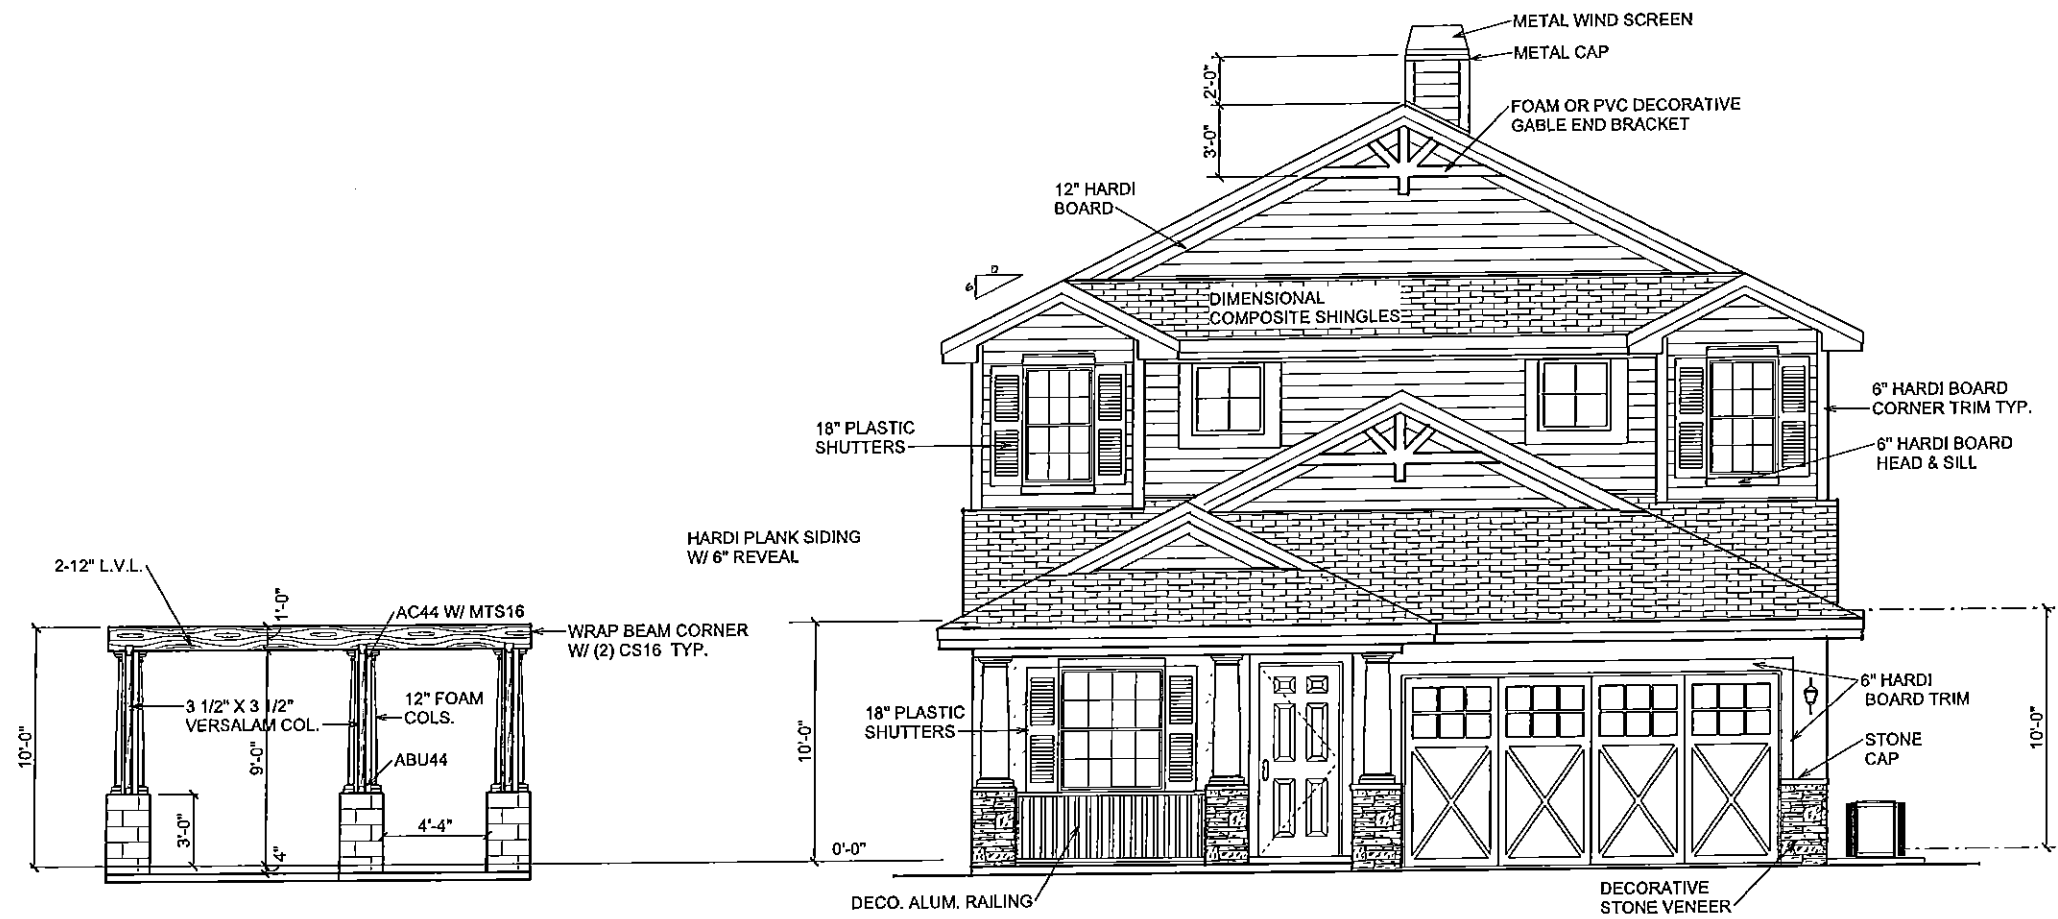 METAL WIND SCREEN
METAL CAP
2'-0"
FOAM OR PVC DECORATIVE
GABLE END BRACKET
3'-0"
12" HARDI
BOARD
12
6
DIMENSIONAL
COMPOSITE SHINGLES
6" HARDI BOARD
CORNER TRIM TYP.
18" PLASTIC
SHUTTERS
6" HARDI BOARD
HEAD & SILL
HARDI PLANK SIDING
W/ 6" REVEAL
2-12" L.V.L.
1'-0"
AC44 W/ MTS16
WRAP BEAM CORNER
W/ (2) CS16 TYP.
3 1/2" X 3 1/2"
VERSALAM COL.
12" FOAM
COLS.
10'-0"
9'-0"
ABU44
3'-0"
4'-4"
4"
10'-0"
0'-0"
18" PLASTIC
SHUTTERS
6" HARDI
BOARD TRIM
STONE
CAP
10'-0"
DECO. ALUM. RAILING
DECORATIVE
STONE VENEER